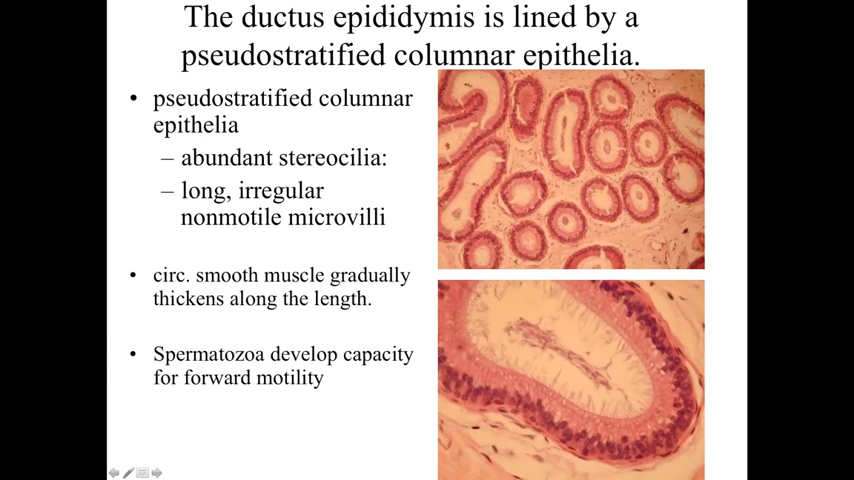 The ductus epididymis is lined by a
pseudostratified columnar epithelia.
• pseudostratified columnar
epithelia
– abundant stereocilia:
– long, irregular
nonmotile microvilli
• circ. smooth muscle gradually
thickens along the length.
• Spermatozoa develop capacity
for forward motility